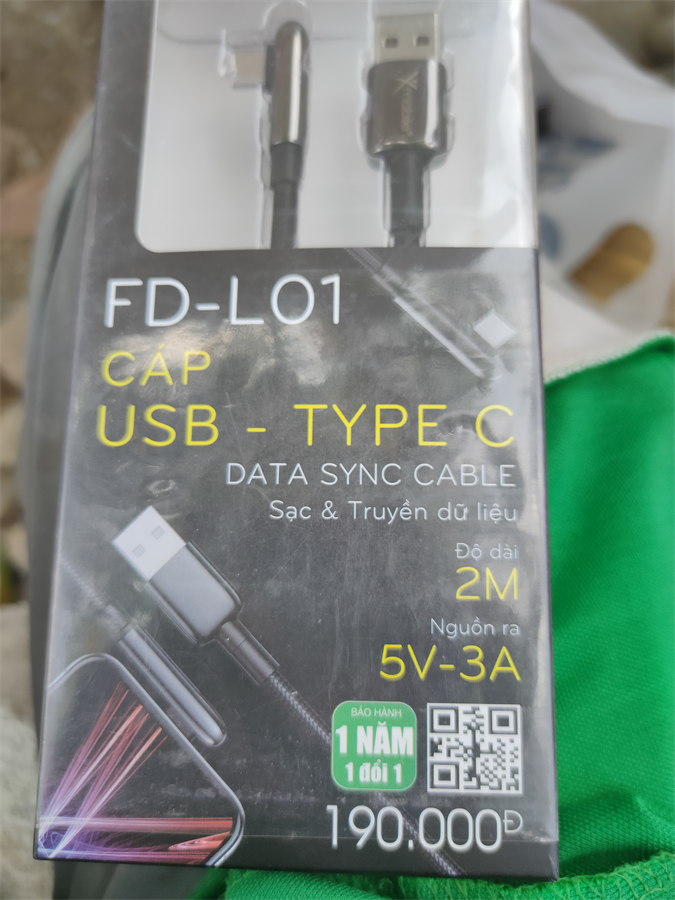 Xmobile
FD-L01
CÁP
USB - TYPE C
DATA SYNC CABLE
Sạc & Truyền dữ liệu
Độ dài
2M
Nguồn ra
5V-3A
BẢO HÀNH
1 NĂM
1 đổi 1
190.000Đ